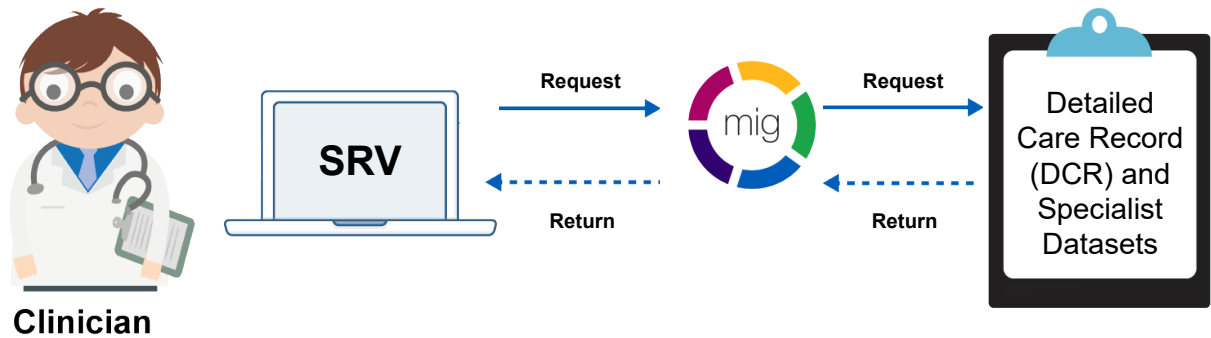 Clinician
SRV
Request
Return
mig
Request
Return
Detailed
Care Record
(DCR) and
Specialist
Datasets